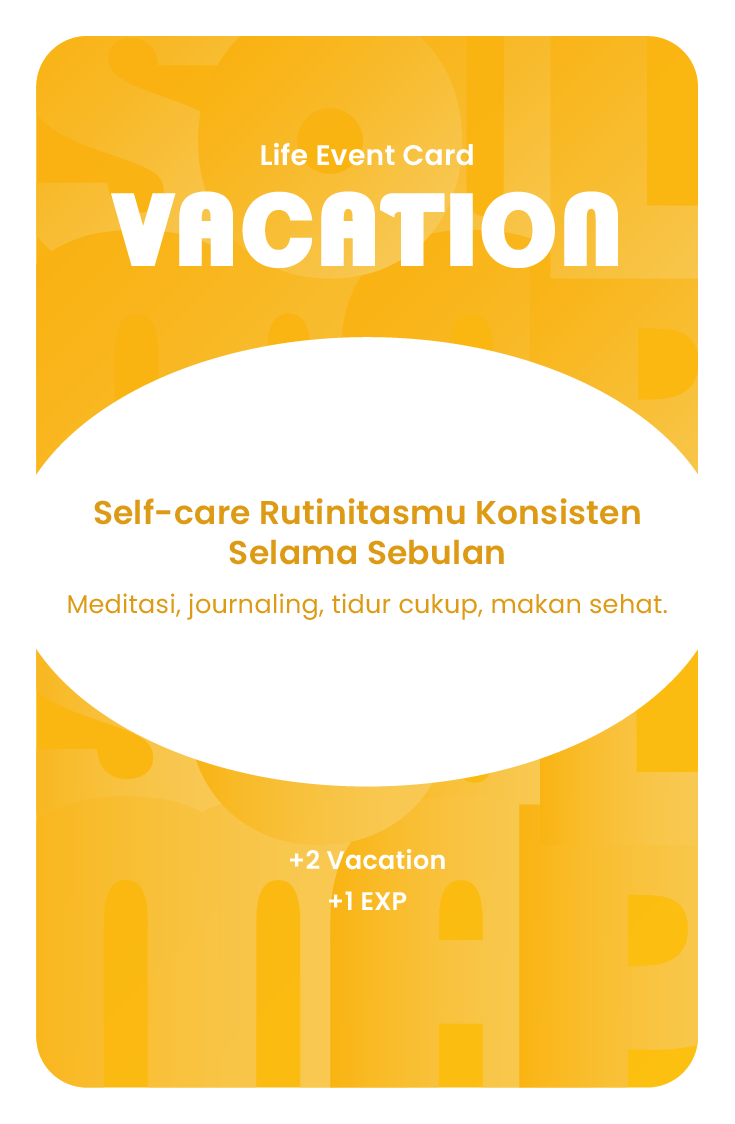 Life Event Card
VACATION
Self-care Rutinitasmu Konsisten
Selama Sebulan
Meditasi, journaling, tidur cukup, makan sehat.
+2 Vacation
+1 EXP